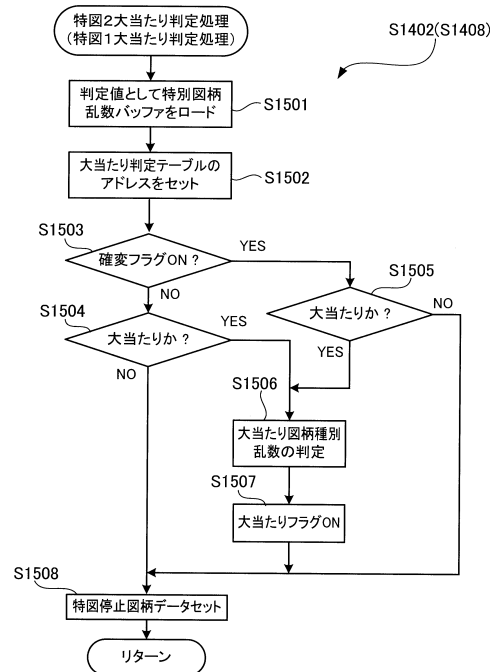 特図2大当たり判定処理
(特図1大当たり判定処理)
S1402(S1408)
判定値として特別図柄
乱数バッファをロード
S1501
大当たり判定テーブルの
アドレスをセット
S1502
S1503
確変フラグON?
YES
NO
S1505
大当たりか?
NO
YES
S1504
大当たりか?
YES
NO
S1506
大当たり図柄種別
乱数の判定
S1507
大当たりフラグON
S1508
特図停止図柄データセット
リターン